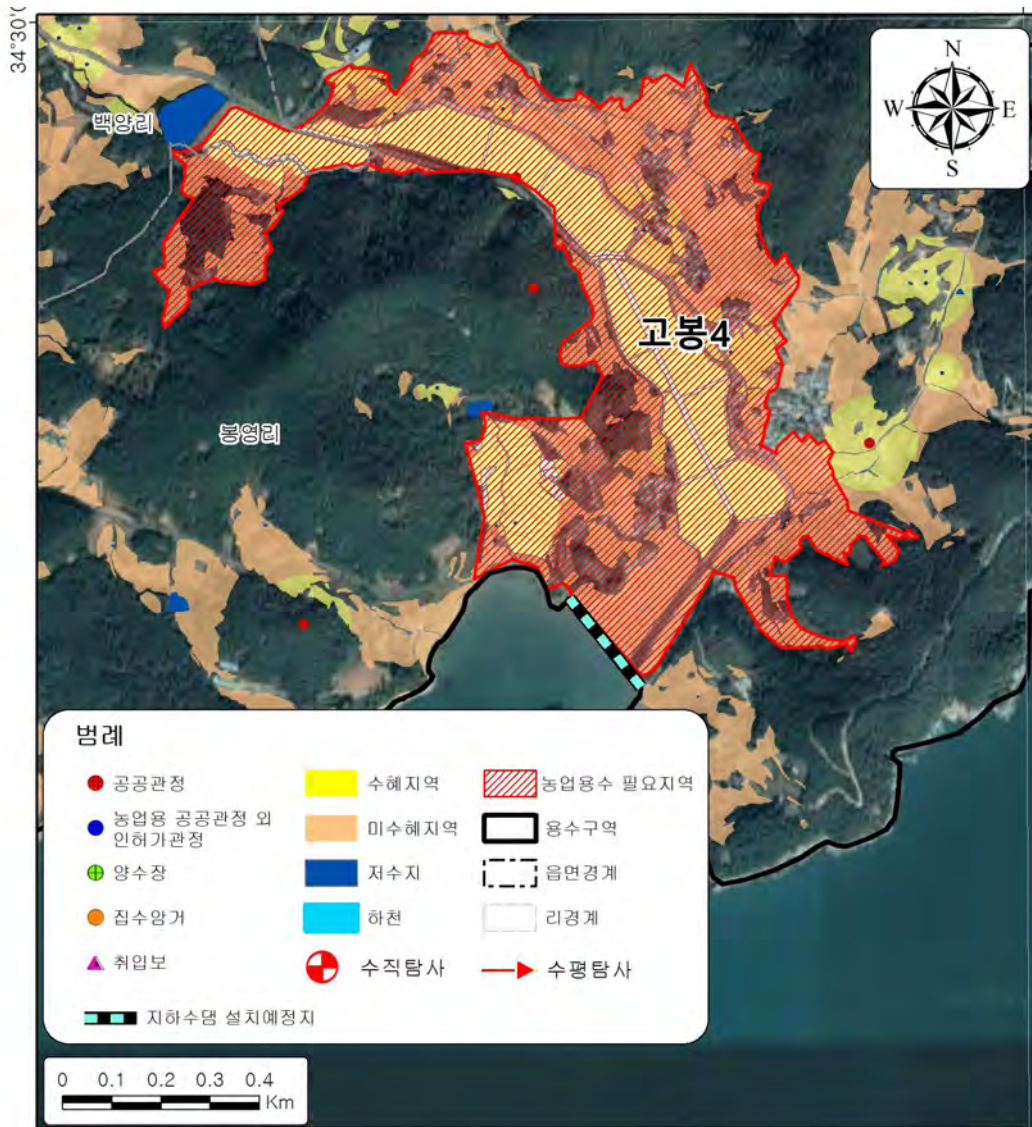 34°30'0
N
W
E
S
백양리
고봉4
봉영리
범례
공공관정
수혜지역
농업용수 필요지역
농업용 공공관정 외
인허가관정
미수혜지역
용수구역
양수장
저수지
읍면경계
집수암거
하천
리경계
취입보
수직탐사
수평탐사
지하수댐 설치예정지
0 0.1 0.2 0.3 0.4
Km